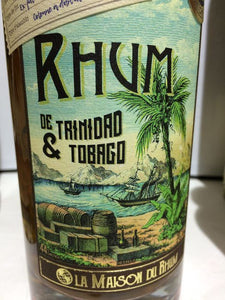 RHUM
DE TRINIDAD
& TOBAGO
LA MAISON DU RHUM